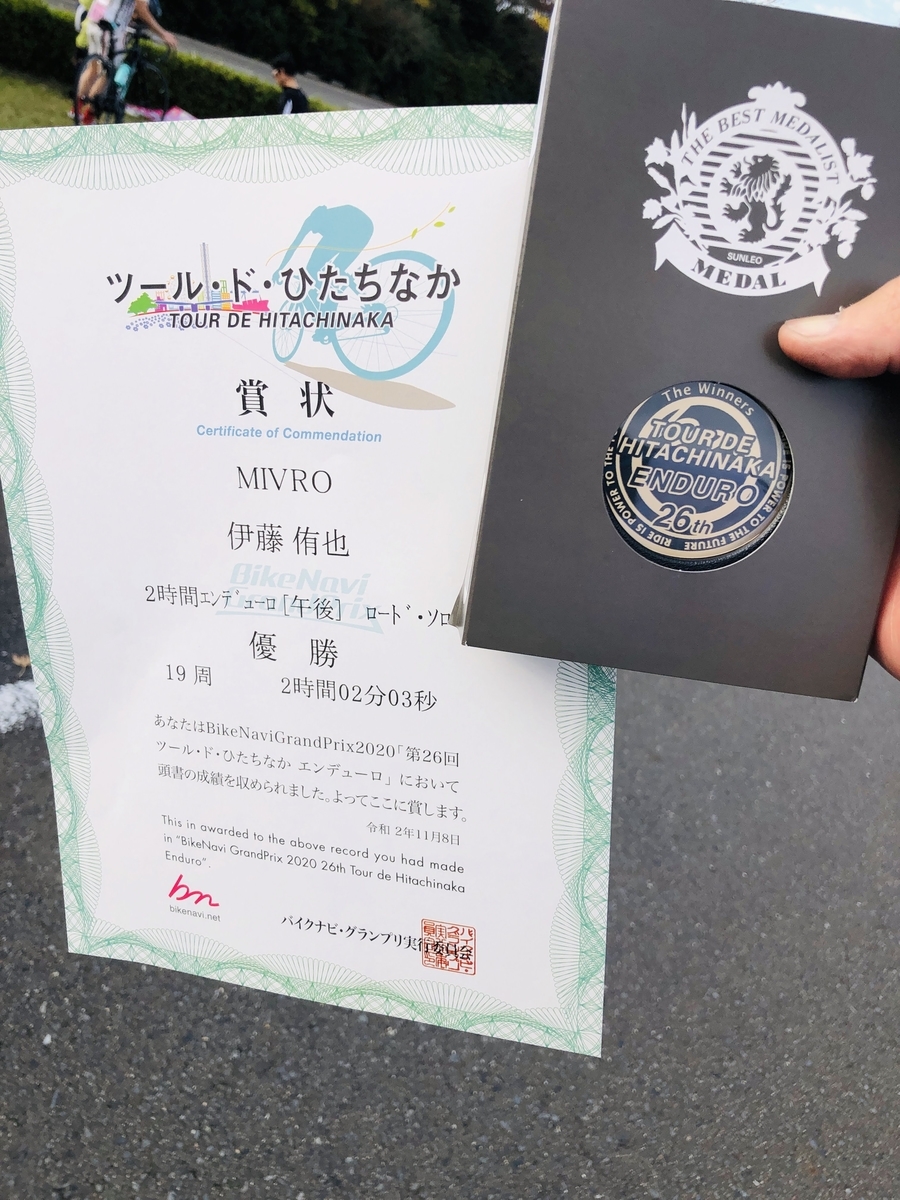 ツール・ド・ひたちなか
TOUR DE HITACHINAKA
賞 状
Certificate of Commendation
MIVRO
伊藤 侑也
BikeNavi
2時間エンデューロ[午後] ロード・ソロ
優 勝
19 周 2時間02分03秒
あなたはBikeNaviGrandPrix2020「第26回
ツール・ド・ひたちなか エンデューロ」において
頭書の成績を収められました。よってここに賞します。
令和 2年11月8日
This in awarded to the above record you had made
in "BikeNavi GrandPrix 2020 26th Tour de Hitachinaka
Enduro".
bn
bikenavi.net
バイクナビ・グランプリ実行委員会
THE BEST MEDALIST
SUNLEO
MEDAL
The Winners
TOUR DE
HITACHINAKA
ENDURO
26th
RIDE IS POWER TO THE FUTURE